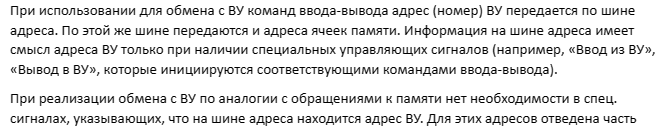 При использовании для обмена с ВУ команд ввода-вывода адрес (номер) ВУ передается по шине
адреса. По этой же шине передаются и адреса ячеек памяти. Информация на шине адреса имеет
смысл адреса ВУ только при наличии специальных управляющих сигналов (например, «Ввод из ВУ»,
«Вывод в ВУ», которые инициируются соответствующими командами ввода-вывода).
При реализации обмена с ВУ по аналогии с обращениями к памяти нет необходимости в спец.
сигналах, указывающих, что на шине адреса находится адрес ВУ. Для этих адресов отведена часть